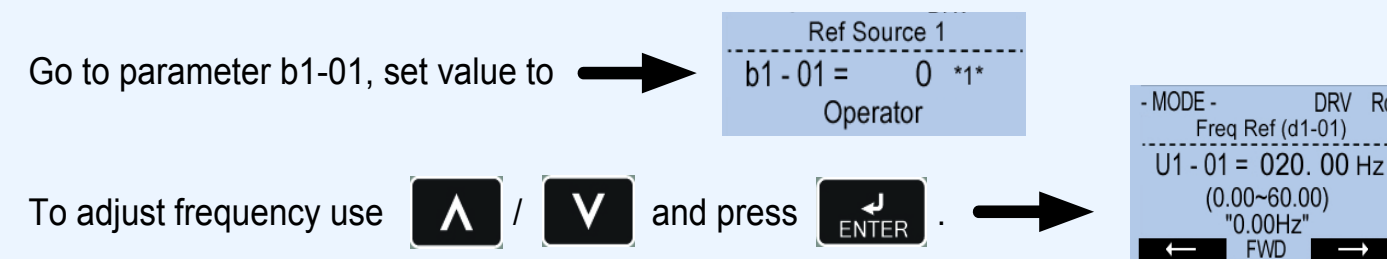 Ref Source 1
Go to parameter b1-01, set value to
b1 - 01 = 0 *1*
Operator
- MODE - DRV
Freq Ref (d1-01)
U1 - 01 = 020. 00 Hz
(0.00~60.00)
"0.00Hz"
FWD
To adjust frequency use Λ / V and press ENTER .